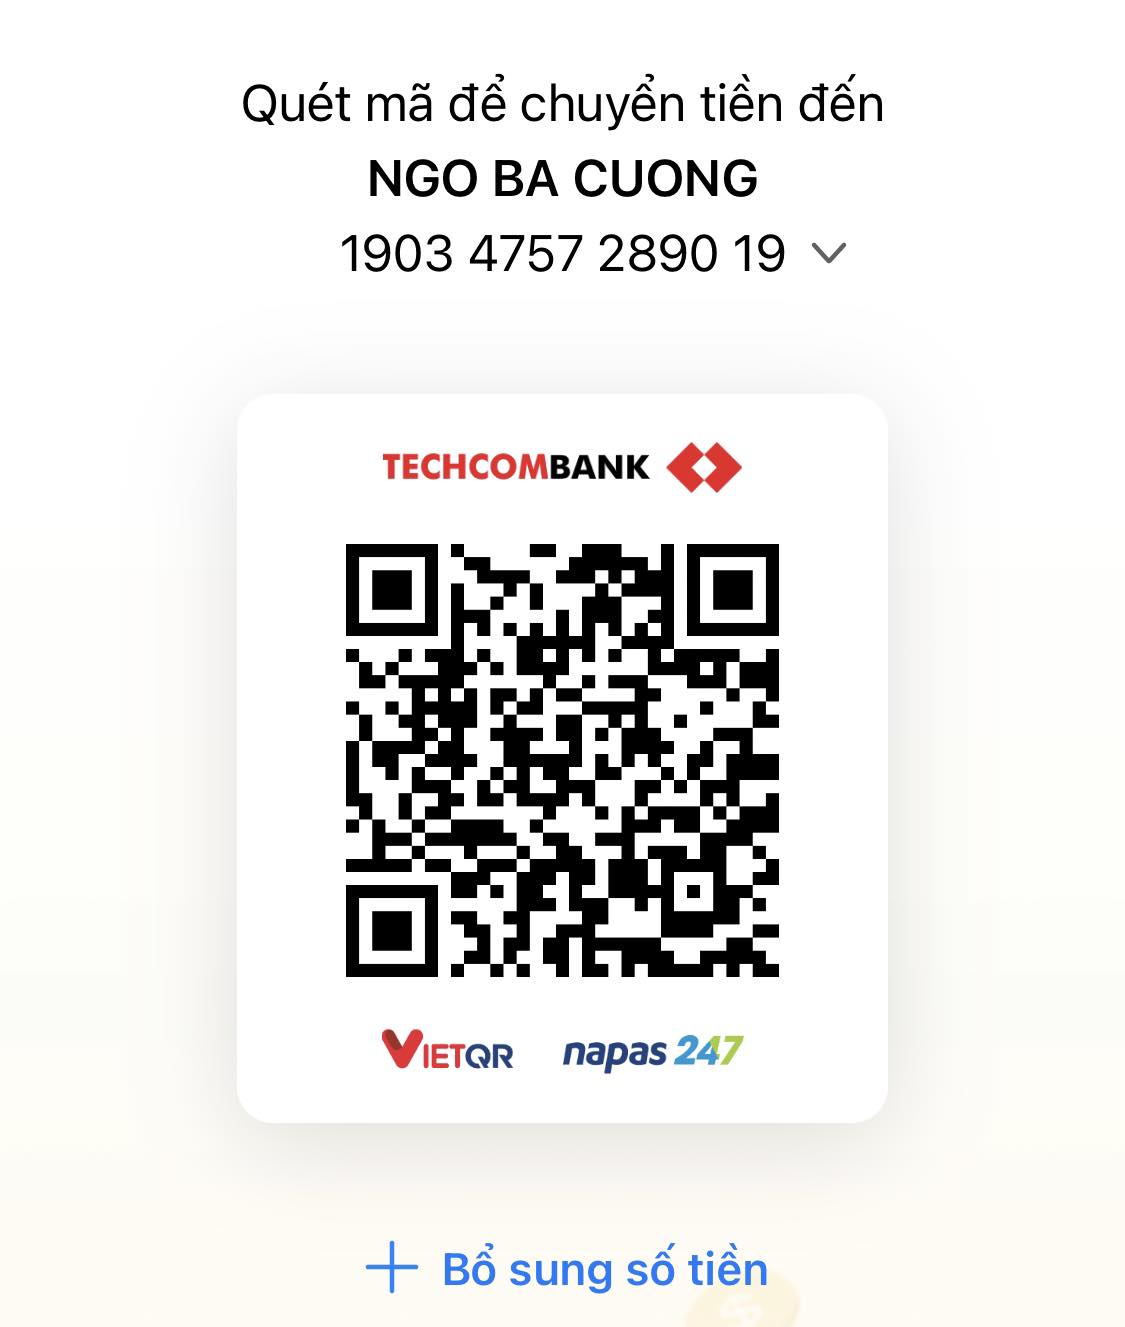 Quét mã để chuyển tiền đến
NGO BA CUONG
1903 4757 2890 19
TECHCOMBANK
VIETQR napas 247
Bổ sung số tiền